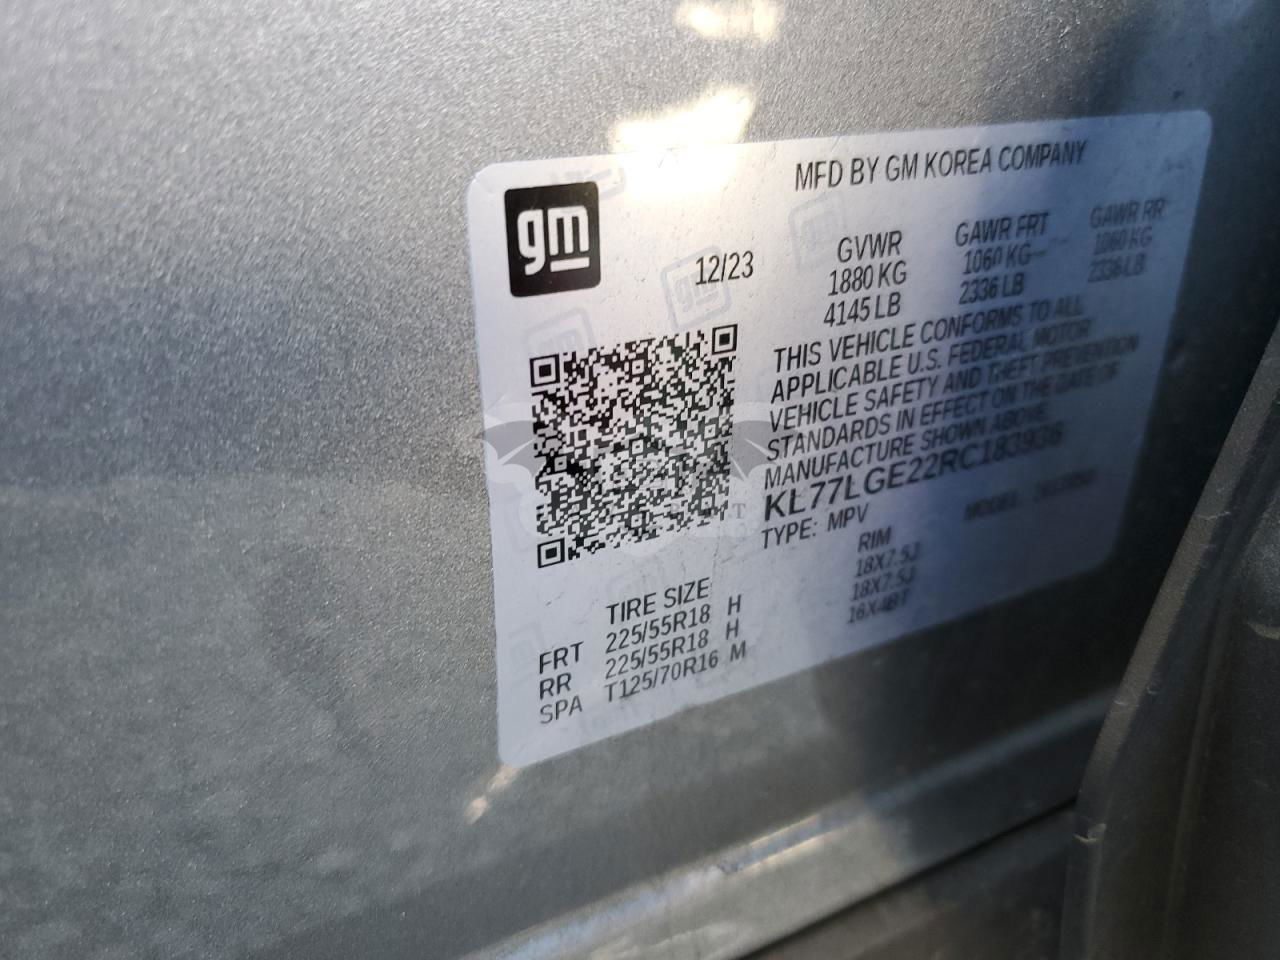 MFD BY GM KOREA COMPANY
gm
12/23
GVWR GAWR FRT GAWR RR
1880 KG 1060 KG 1060 KG
4145 LB 2336 LB 2336 LB
THIS VEHICLE CONFORMS TO ALL
APPLICABLE U.S. FEDERAL MOTOR
VEHICLE SAFETY AND THEFT PREVENTION
STANDARDS IN EFFECT ON THE DATE OF
MANUFACTURE SHOWN ABOVE.
KL77LGE22RC183936
TYPE: MPV MODEL:
TIRE SIZE RIM
FRT 225/55R18 H 18X7.5J
RR 225/55R18 H 18X7.5J
SPA T125/70R16 M 16X4BT